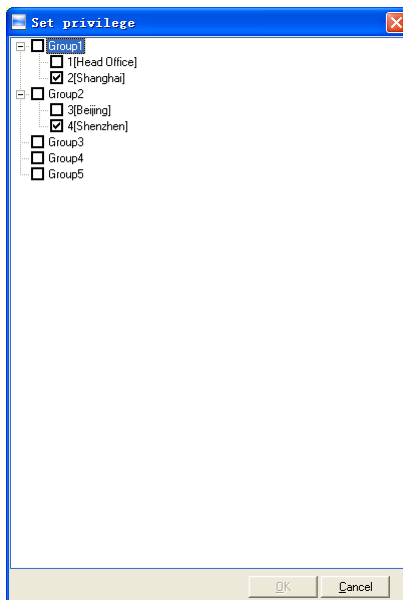 Set privilege
Group1
1[Head Office]
2[Shanghai]
Group2
3[Beijing]
4[Shenzhen]
Group3
Group4
Group5
OK Cancel